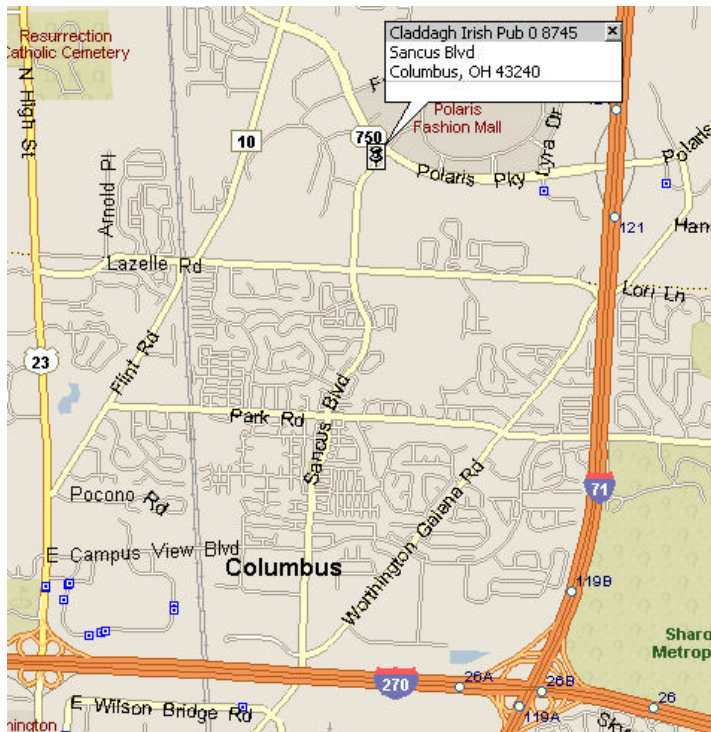 Resurrection
Catholic Cemetery
N High St
Claddagh Irish Pub 0 8745
Sancus Blvd
Columbus, OH 43240
Polaris
Fashion Mall
750
10
Polaris Pky
Lyra Dr
Polaris
121
Arnold Pl
Lazelle Rd
Lori Ln
23
Flint Rd
Park Rd
Sancus Blvd
Worthington Galena Rd
71
Pocono Rd
E Campus View Blvd
Columbus
119B
Sharo
Metrop
270
26A
26B
26
119A
E Wilson Bridge Rd